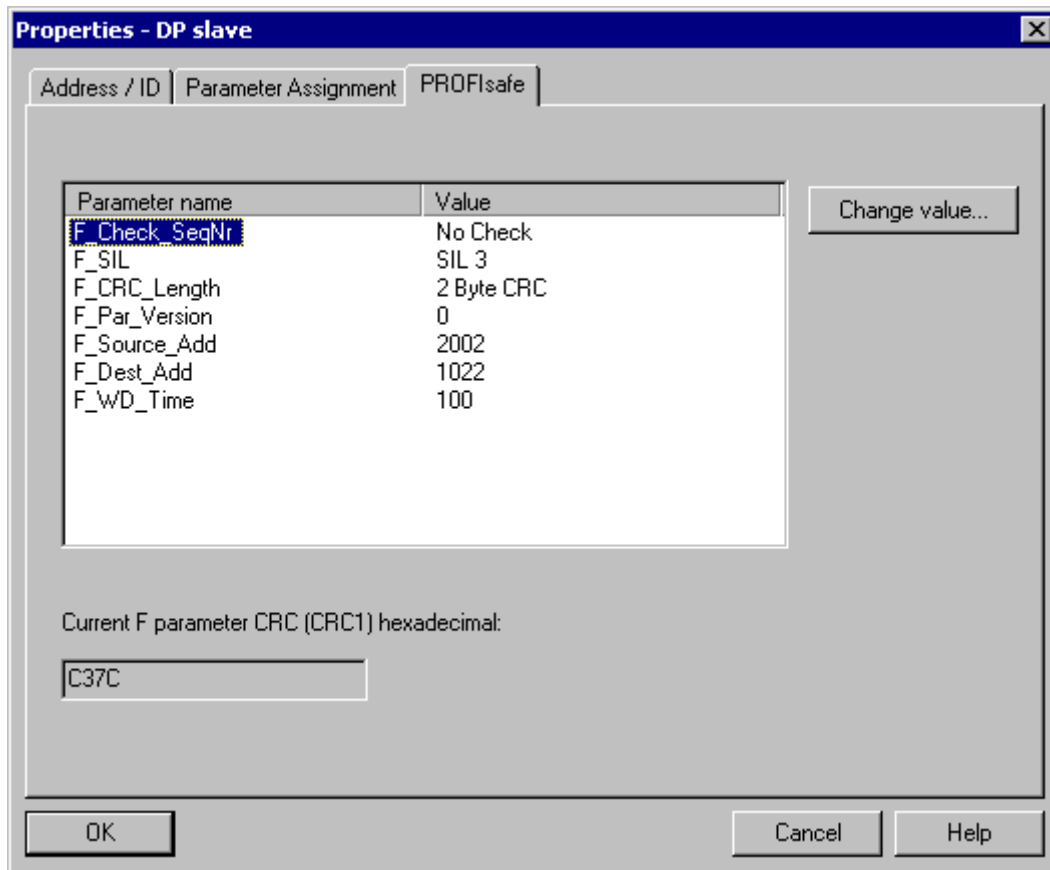 Properties - DP slave
Address / ID Parameter Assignment PROFIsafe
Parameter name Value
F_Check_SeqNr No Check
F_SIL SIL 3
F_CRC_Length 2 Byte CRC
F_Par_Version 0
F_Source_Add 2002
F_Dest_Add 1022
F_WD_Time 100
Change value...
Current F parameter CRC (CRC1) hexadecimal:
C37C
OK Cancel Help